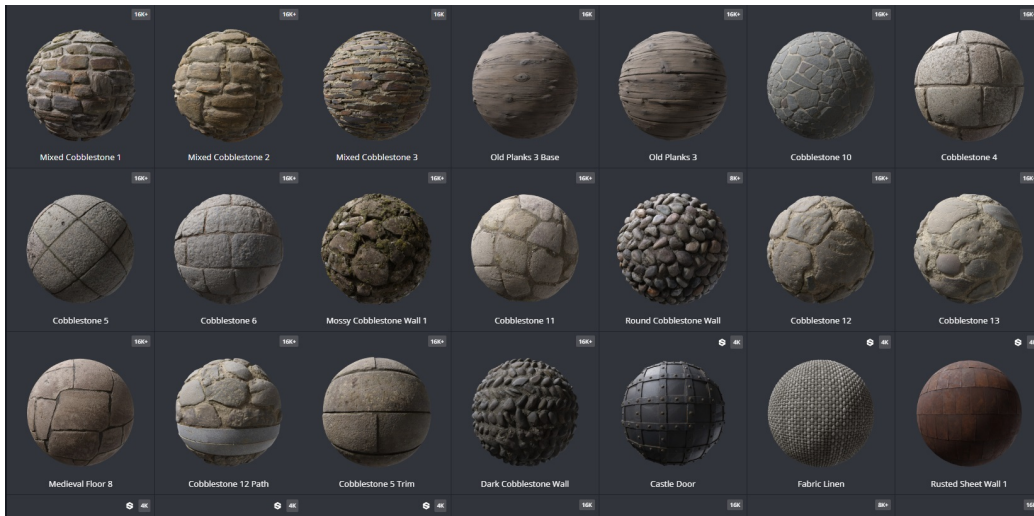 16K+ 16K+ 16K 16K 16K+ 16K+ 16K
Mixed Cobblestone 1 Mixed Cobblestone 2 Mixed Cobblestone 3 Old Planks 3 Base Old Planks 3 Cobblestone 10 Cobblestone 4
16K+ 16K+ 16K+ 16K+ 8K+ 16K+ 16K
Cobblestone 5 Cobblestone 6 Mossy Cobblestone Wall 1 Cobblestone 11 Round Cobblestone Wall Cobblestone 12 Cobblestone 13
16K+ 16K+ 16K+ 16K+ 4K 4K 4K
Medieval Floor 8 Cobblestone 12 Path Cobblestone 5 Trim Dark Cobblestone Wall Castle Door Fabric Linen Rusted Sheet Wall 1
4K 4K 4K 16K 16K 8K+ 16K